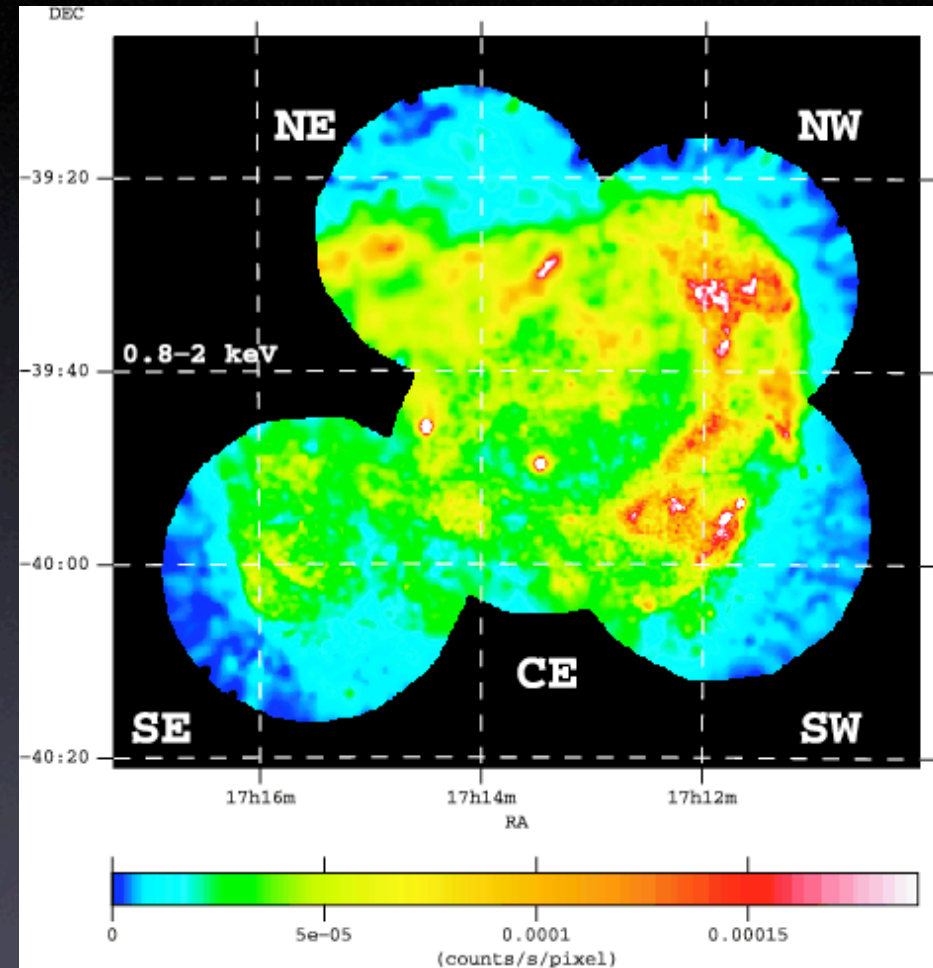 DEC
NE
NW
-39:20
0.8-2 keV
-39:40
-40:00
CE
SE
SW
-40:20
17h16m
17h14m
17h12m
RA
0
5e-05
0.0001
0.00015
(counts/s/pixel)